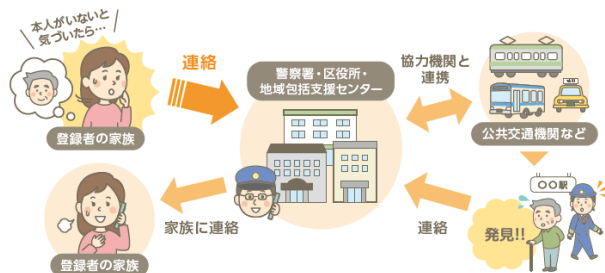 本人がいないと
気づいたら…
登録者の家族
連絡
警察署・区役所・
地域包括支援センター
協力機関と
連携
公共交通機関など
〇〇駅
発見!!
連絡
家族に連絡
登録者の家族